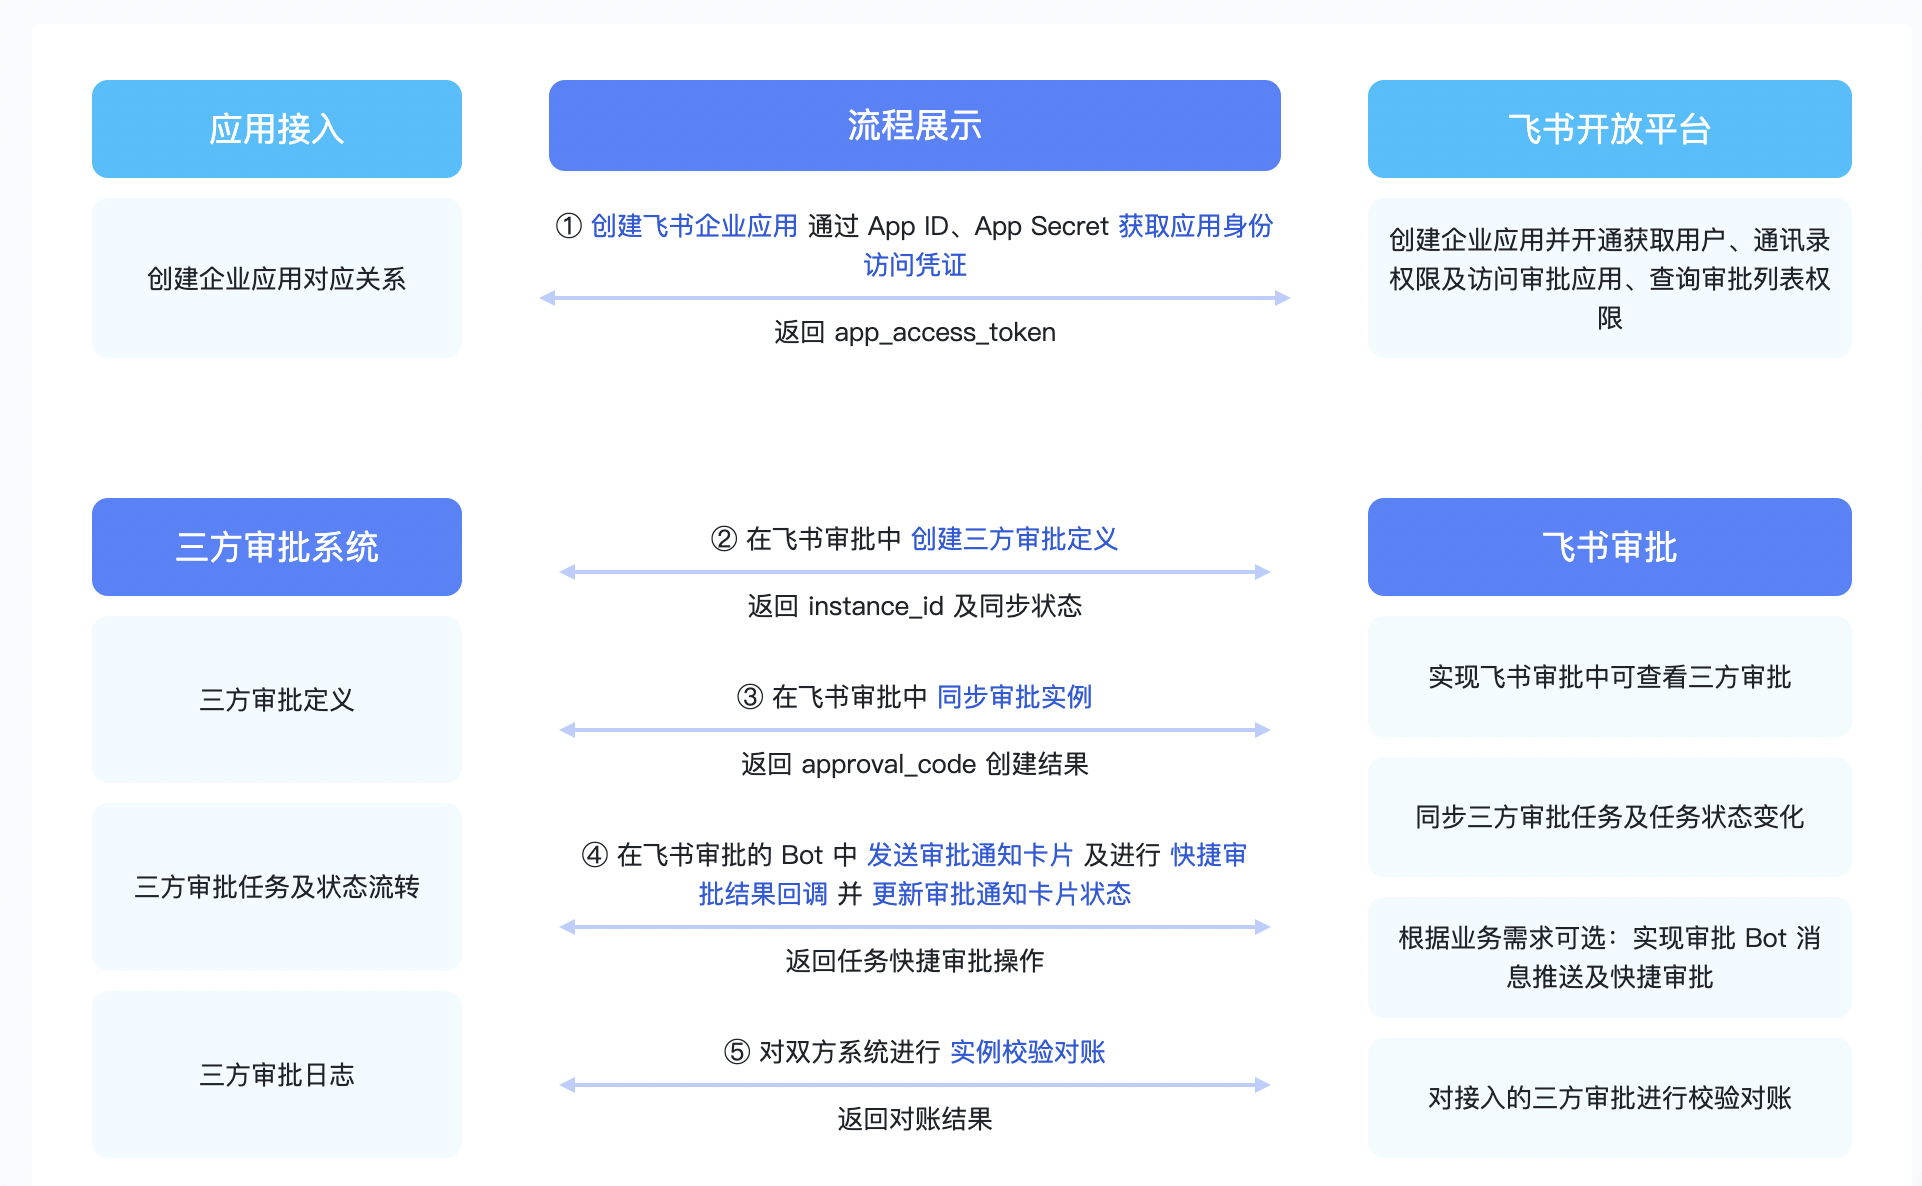 应用接入
流程展示
飞书开放平台
创建企业应用对应关系
① 创建飞书企业应用 通过 App ID、App Secret 获取应用身份
访问凭证
返回 app_access_token
创建企业应用并开通获取用户、通讯录
权限及访问审批应用、查询审批列表权
限
三方审批系统
② 在飞书审批中 创建三方审批定义
返回 instance_id 及同步状态
飞书审批
三方审批定义
③ 在飞书审批中 同步审批实例
返回 approval_code 创建结果
实现飞书审批中可查看三方审批
同步三方审批任务及任务状态变化
三方审批任务及状态流转
④ 在飞书审批的 Bot 中 发送审批通知卡片 及进行 快捷审
批结果回调 并 更新审批通知卡片状态
返回任务快捷审批操作
根据业务需求可选：实现审批 Bot 消
息推送及快捷审批
三方审批日志
⑤ 对双方系统进行 实例校验对账
返回对账结果
对接入的三方审批进行校验对账